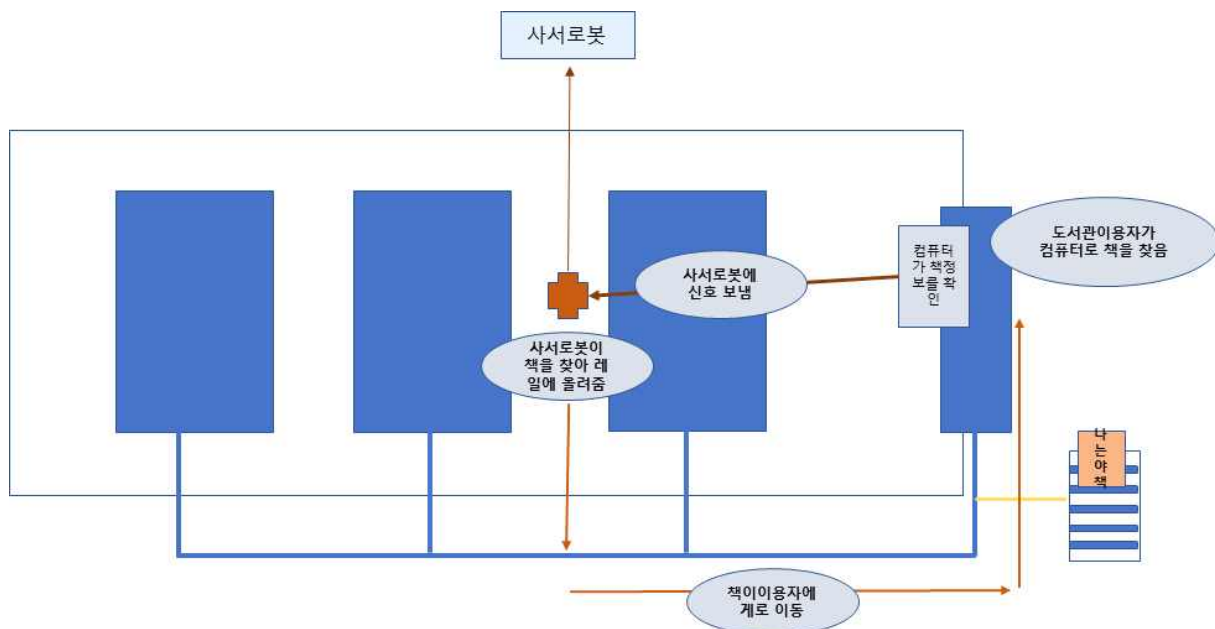 사서로봇
도서관이용자가
컴퓨터로 책을 찾음
컴퓨터
가 책정
보를 확
인
사서로봇에
신호 보냄
사서로봇이
책을 찾아 레
일에 올려줌
나
는
야
책
책이이용자에
게로 이동